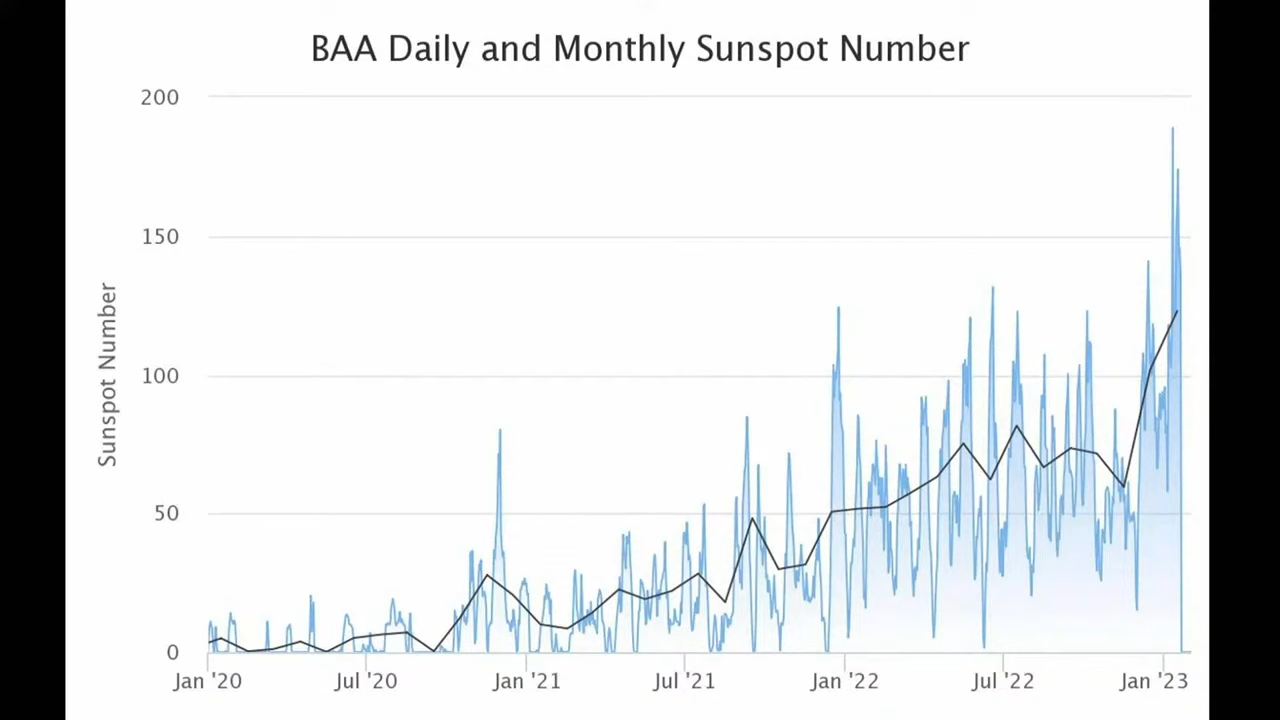 BAA Daily and Monthly Sunspot Number
200
150
100
50
0
Sunspot Number
Jan '20
Jul '20
Jan '21
Jul '21
Jan '22
Jul '22
Jan '23